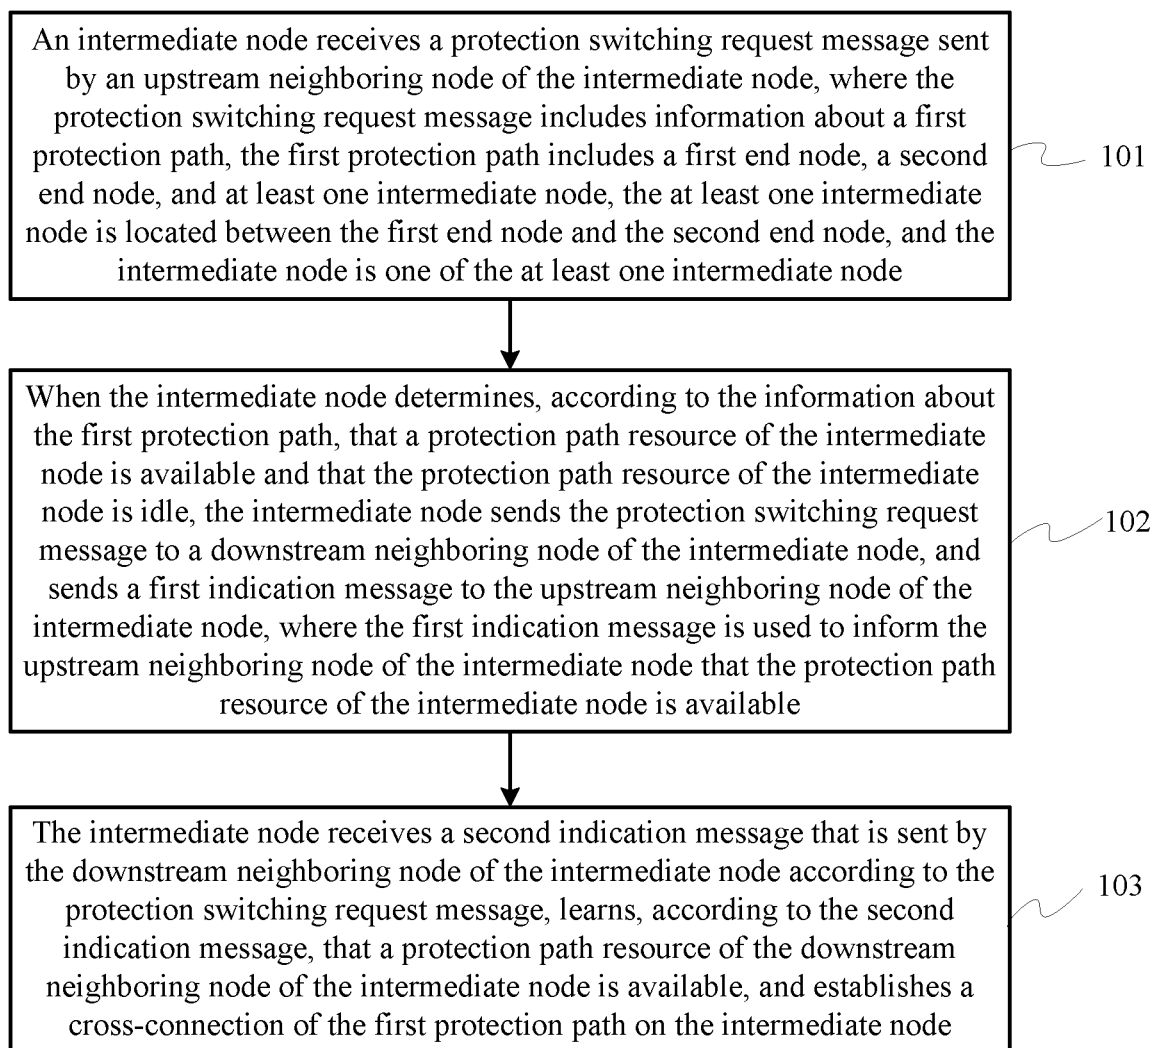 An intermediate node receives a protection switching request message sent
by an upstream neighboring node of the intermediate node, where the
protection switching request message includes information about a first
protection path, the first protection path includes a first end node, a second
end node, and at least one intermediate node, the at least one intermediate
node is located between the first end node and the second end node, and the
intermediate node is one of the at least one intermediate node
101
When the intermediate node determines, according to the information about
the first protection path, that a protection path resource of the intermediate
node is available and that the protection path resource of the intermediate
node is idle, the intermediate node sends the protection switching request
message to a downstream neighboring node of the intermediate node, and
sends a first indication message to the upstream neighboring node of the
intermediate node, where the first indication message is used to inform the
upstream neighboring node of the intermediate node that the protection path
resource of the intermediate node is available
102
The intermediate node receives a second indication message that is sent by
the downstream neighboring node of the intermediate node according to the
protection switching request message, learns, according to the second
indication message, that a protection path resource of the downstream
neighboring node of the intermediate node is available, and establishes a
cross-connection of the first protection path on the intermediate node
103